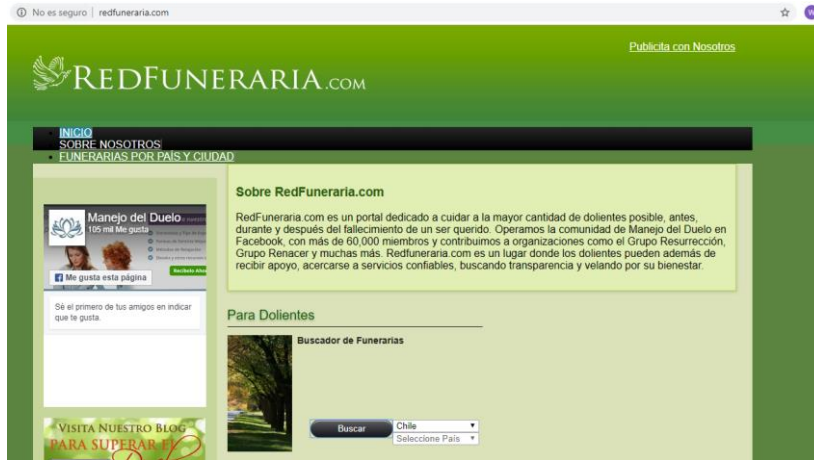 No es seguro | redfuneraria.com
Publicita con Nosotros
REDFUNERARIA.COM
INICIO
SOBRE NOSOTROS
FUNERARIAS POR PAÍS Y CIUDAD
Manejo del Duelo
105 mil Me gusta
Me gusta esta página
Sé el primero de tus amigos en indicar
que te gusta.
VISITA NUESTRO BLOG
PARA SUPERAR EL
Duelo
Sobre RedFuneraria.com
RedFuneraria.com es un portal dedicado a cuidar a la mayor cantidad de dolientes posible, antes,
durante y después del fallecimiento de un ser querido. Operamos la comunidad de Manejo del Duelo en
Facebook, con más de 60,000 miembros y contribuimos a organizaciones como el Grupo Resurrección,
Grupo Renacer y muchas más. Redfuneraria.com es un lugar donde los dolientes pueden además de
recibir apoyo, acercarse a servicios confiables, buscando transparencia y velando por su bienestar.
Para Dolientes
Buscador de Funerarias
Buscar
Chile
Seleccione País